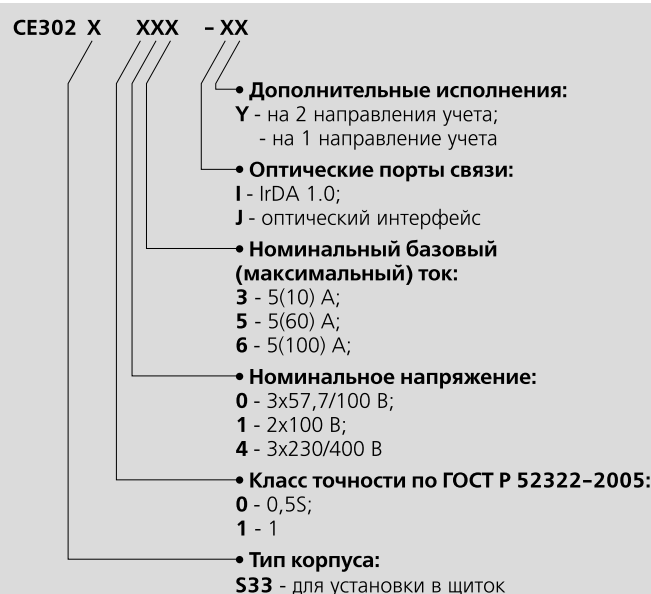 CE302 X XXX – XX
Дополнительные исполнения:
Y - на 2 направления учета;
- на 1 направление учета
Оптические порты связи:
I - IrDA 1.0;
J - оптический интерфейс
Номинальный базовый
(максимальный) ток:
3 - 5(10) А;
5 - 5(60) А;
6 - 5(100) А;
Номинальное напряжение:
0 - 3x57,7/100 В;
1 - 2x100 В;
4 - 3x230/400 В
Класс точности по ГОСТ Р 52322–2005:
0 - 0,5S;
1 - 1
Тип корпуса:
S33 - для установки в щиток